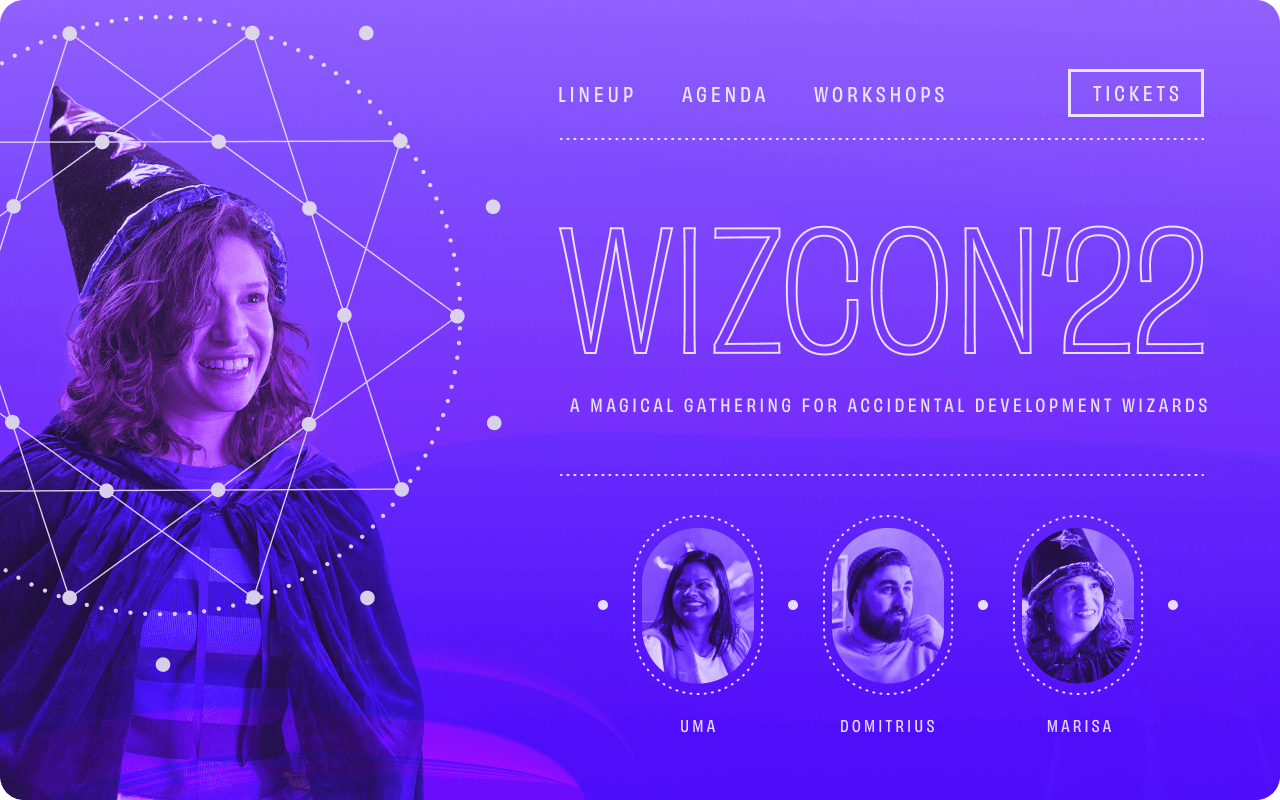 LINEUP AGENDA WORKSHOPS TICKETS
WIZCON'22
A MAGICAL GATHERING FOR ACCIDENTAL DEVELOPMENT WIZARDS
UMA DOMITRIUS MARISA